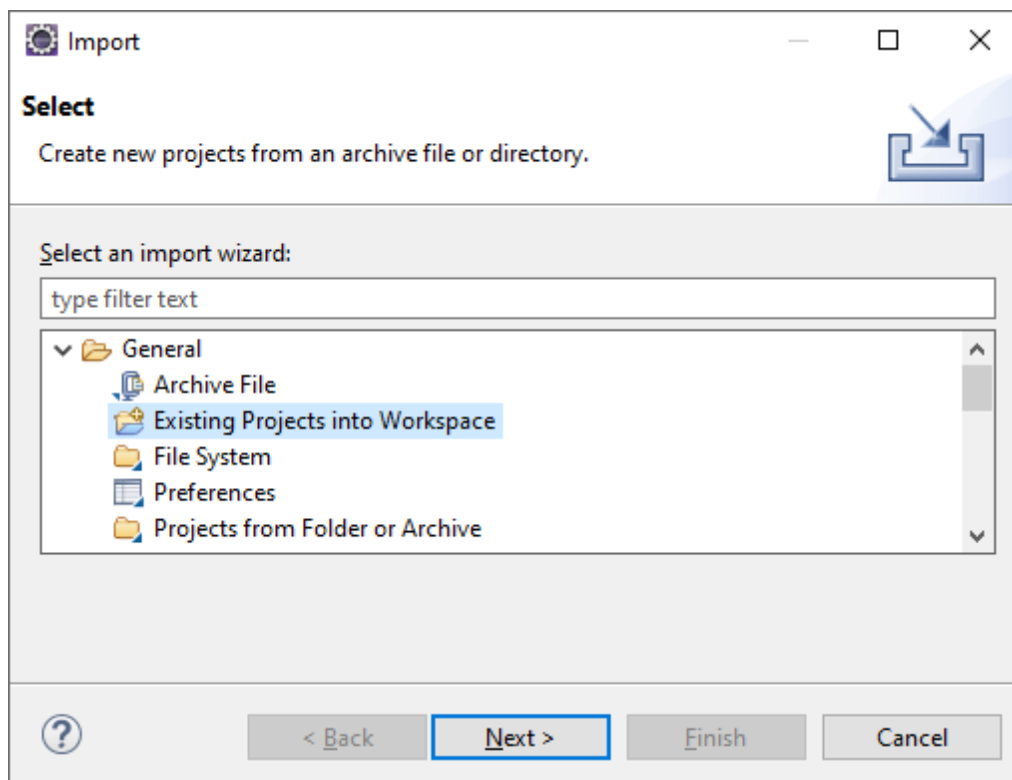 Import
Select
Create new projects from an archive file or directory.
Select an import wizard:
type filter text
General
Archive File
Existing Projects into Workspace
File System
Preferences
Projects from Folder or Archive
?
< Back
Next >
Finish
Cancel